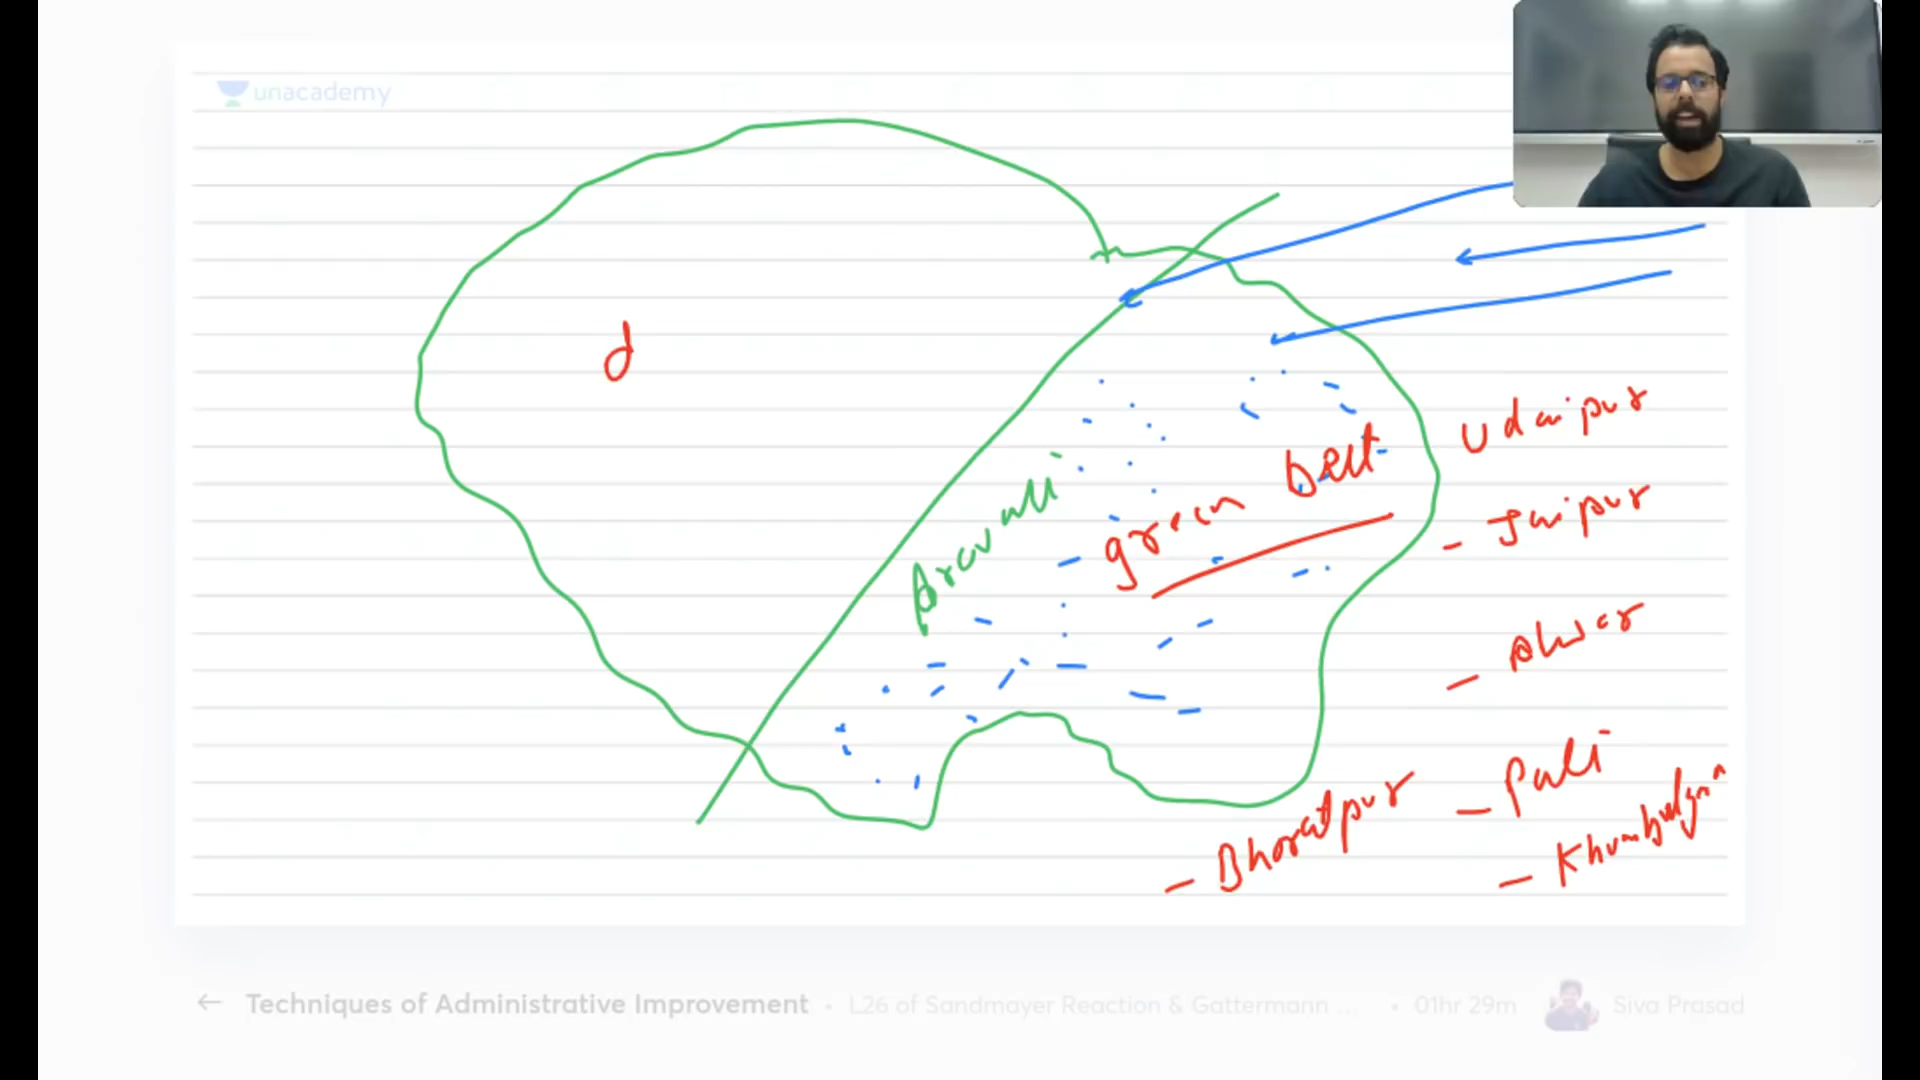 unacademy
d
Aravalli
green belt
Udaipur
- Jaipur
- Alwar
- Pali
- Bharatpur
- Khumbulgar
← Techniques of Administrative Improvement • L26 of Sandmayer Reaction & Gattermann ... • 01hr 29m Siva Prasad